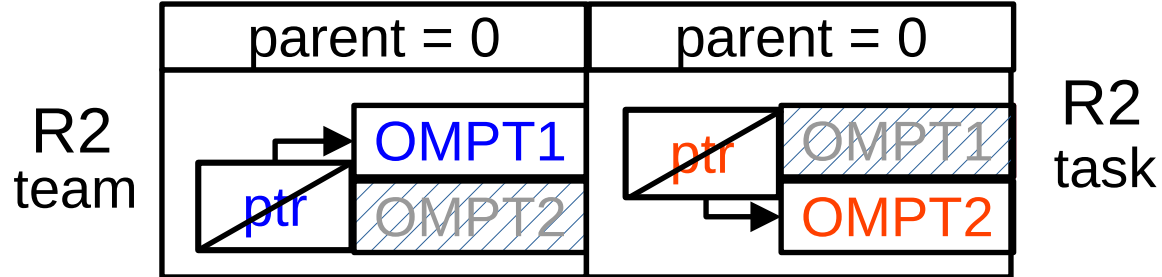 parent = 0
parent = 0
R2
team
OMPT1
ptr
OMPT2
ptr
OMPT1
OMPT2
R2
task